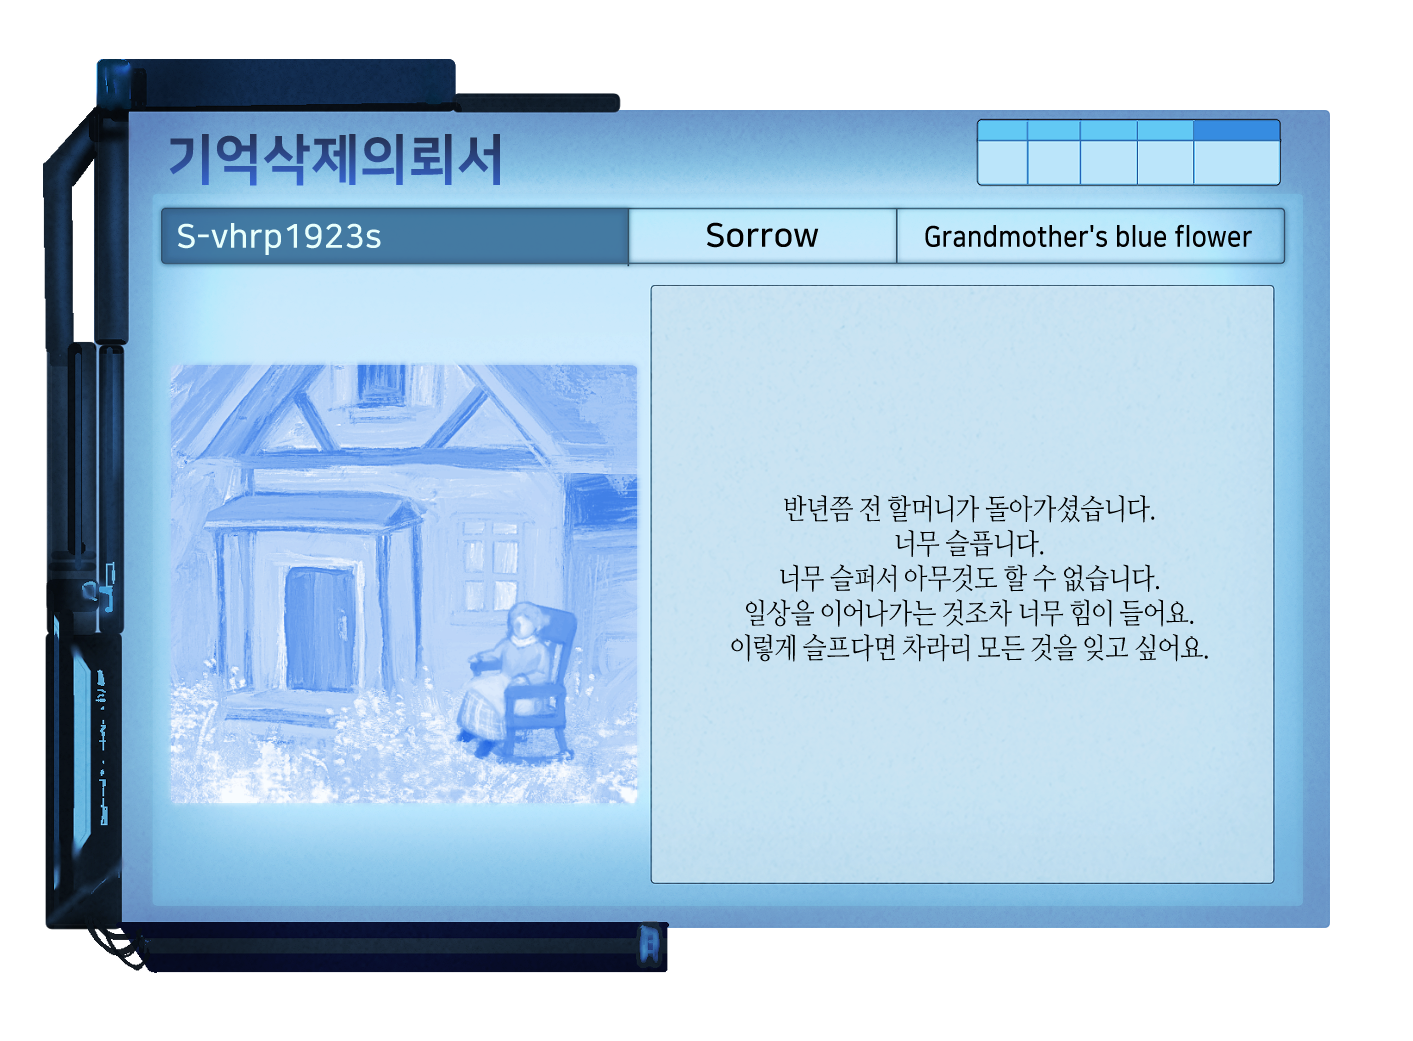 기억삭제의뢰서
S-vhrp1923s
Sorrow
Grandmother's blue flower
반년쯤 전 할머니가 돌아가셨습니다.
너무 슬픕니다.
너무 슬퍼서 아무것도 할 수 없습니다.
일상을 이어나가는 것조차 너무 힘이 들어요.
이렇게 슬프다면 차라리 모든 것을 잊고 싶어요.